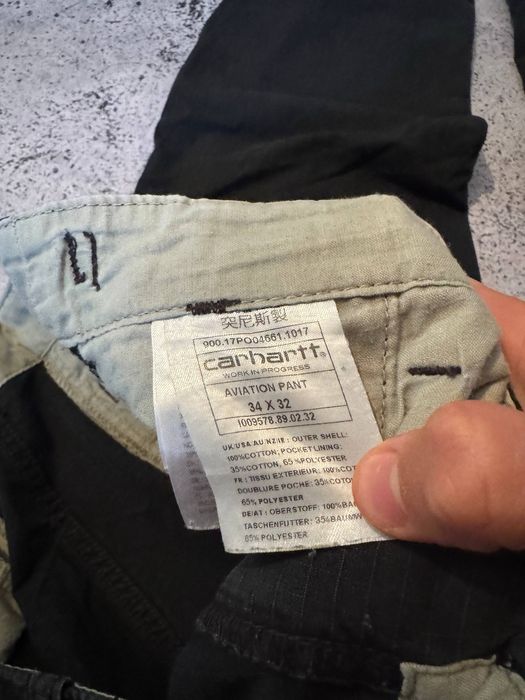 突尼斯製
900.17PO04661.1017
carhartt®
WORK IN PROGRESS
AVIATION PANT
34 X 32
I009578.89.02.32
UK/USA AU NZ/IE : OUTER SHELL:
100%COTTON; POCKET LINING:
35%COTTON, 65% POLYESTER
FR : TISSU EXTERIEUR: 100%COT
DOUBLURE POCHE: 35%COTO
65% POLYESTER
DE/AT : OBERSTOFF: 100%BA
TASCHENFUTTER: 35%BAUMW
65% POLYESTER